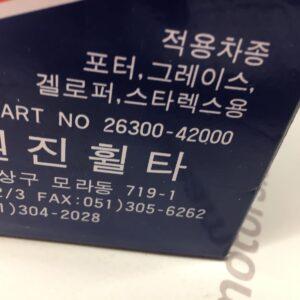 적용차종
포터,그레이스,
겔로퍼,스타렉스용
PART NO 26300-42000
진휠타
상구 모라동 719-1
2/3 FAX:051)305-6262
1)304-2028
motors